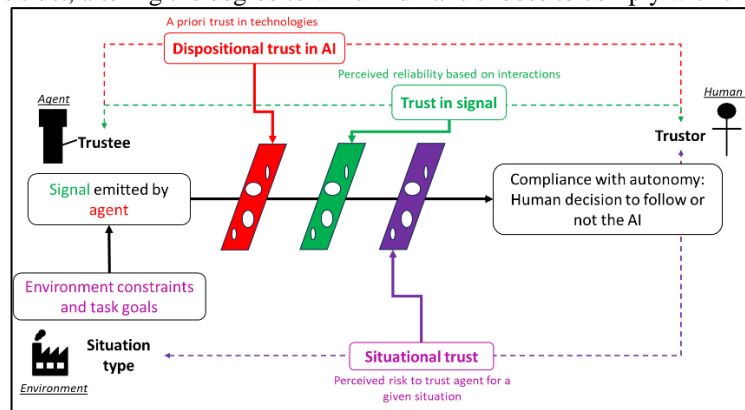 A priori trust in technologies
Dispositional trust in AI
Perceived reliability based on interactions
Agent
Trust in signal
Human
Trustee
Trustor
Signal emitted by
agent
Compliance with autonomy:
Human decision to follow or
not the AI
Environment constraints
and task goals
Situation
type
Situational trust
Environment
Perceived risk to trust agent for a
given situation